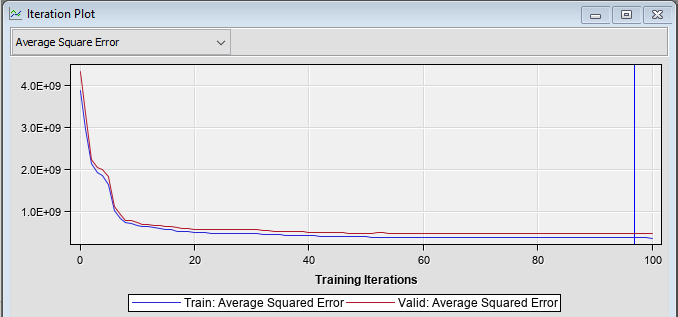 Iteration Plot
Average Square Error
4.0E+09
3.0E+09
2.0E+09
1.0E+09
0 20 40 60 80 100
Training Iterations
Train: Average Squared Error Valid: Average Squared Error